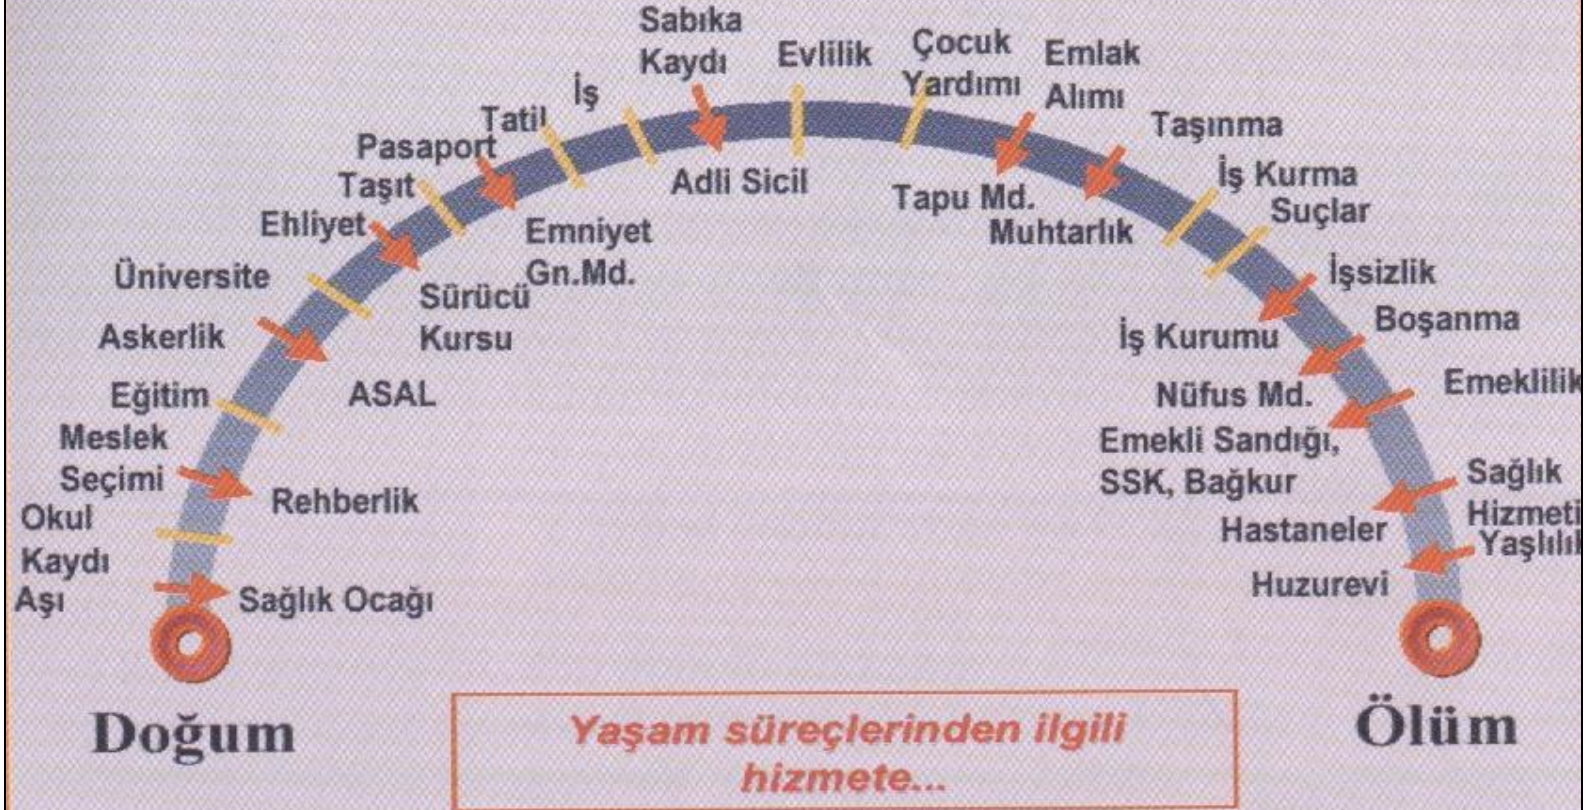 Sabıka
Kaydı
Evlilik
Çocuk
Yardımı
Emlak
Alımı
İş
Tatil
Pasaport
Taşıt
Ehliyet
Üniversite
Askerlik
Eğitim
Meslek
Seçimi
Okul
Kaydı
Aşı
Taşınma
İş Kurma
Suçlar
İşsizlik
Boşanma
Emeklilik
Sağlık
Hizmeti
Yaşlılık
Adli Sicil
Emniyet
Gn.Md.
Sürücü
Kursu
ASAL
Rehberlik
Sağlık Ocağı
Tapu Md.
Muhtarlık
İş Kurumu
Nüfus Md.
Emekli Sandığı,
SSK, Bağkur
Hastaneler
Huzurevi
Doğum
Ölüm
Yaşam süreçlerinden ilgili
hizmete...